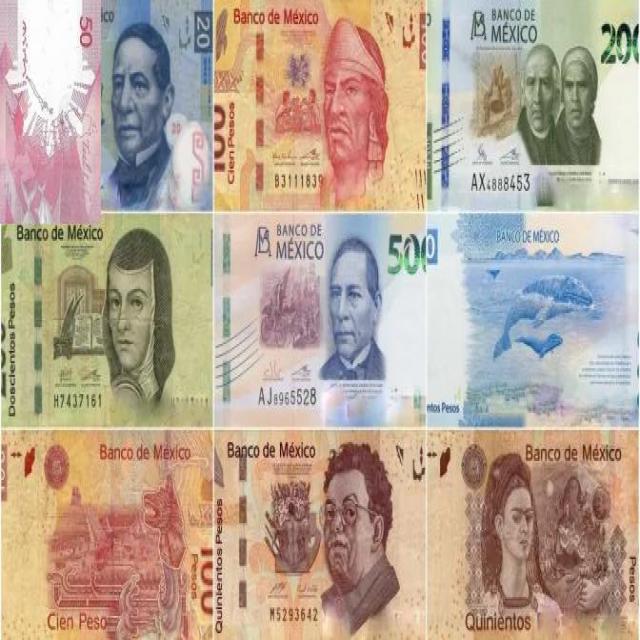 50
20
Banco de México
100
Cien Pesos
B3111839
BANCO DE
MÉXICO
200
AX4888453
Banco de México
Doscientos Pesos
H7437161
BANCO DE
MÉXICO
500
AJ8965528
BANCO DE MÉXICO
ntos Pesos
Banco de México
100
Pesos
Cien Peso
Banco de México
Quinientos Pesos
M5293642
Banco de México
Quinientos
Pesos